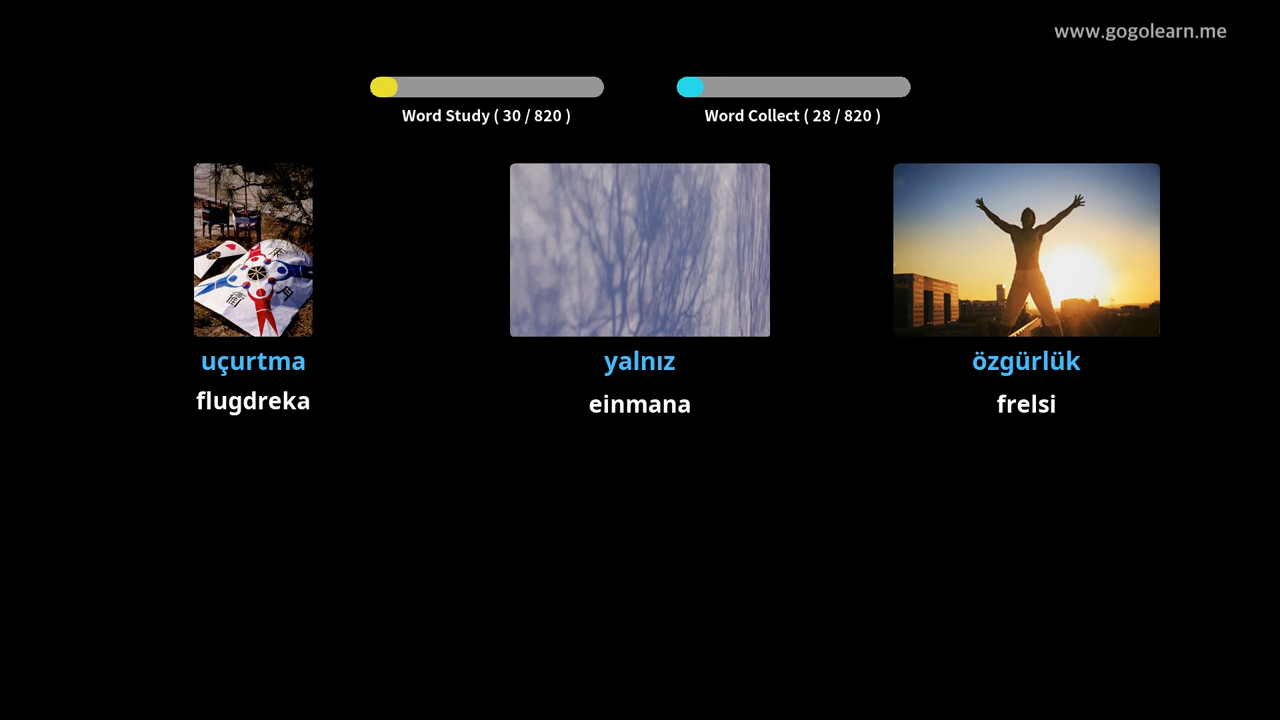 www.gogolearn.me
Word Study ( 30 / 820 )
Word Collect ( 28 / 820 )
uçurtma
flugdreka
yalnız
einmana
özgürlük
frelsi